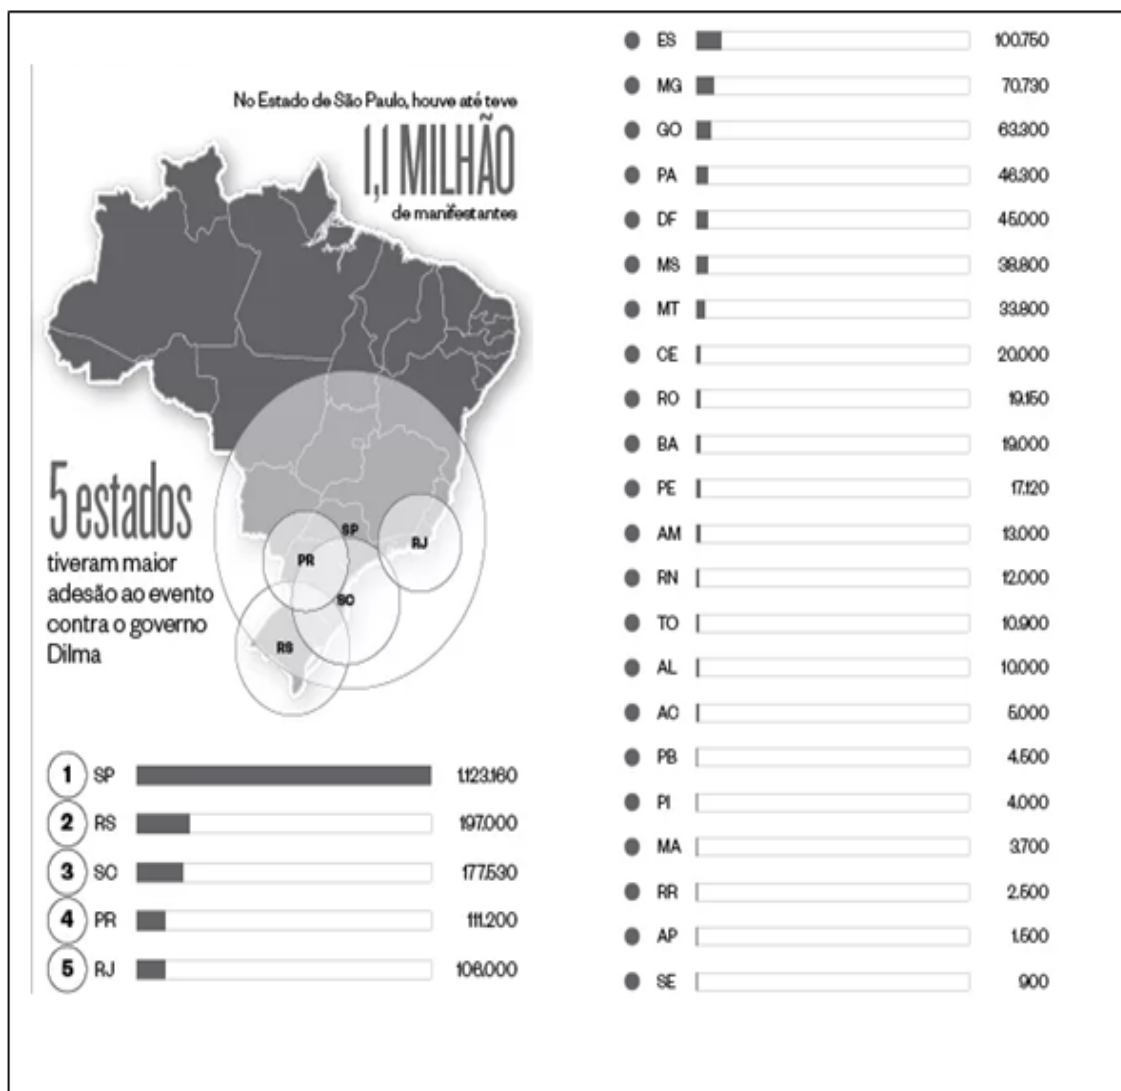 No Estado de São Paulo, houve até teve
1,1 MILHÃO
de manifestantes
5 estados
tiveram maior
adesão ao evento
contra o governo
Dilma
SP
RJ
PR
SC
RS
1 SP 1.123.160
2 RS 197.000
3 SC 177.530
4 PR 111.200
5 RJ 106.000
ES 100.750
MG 70.730
GO 63.300
PA 46.300
DF 45.000
MS 38.800
MT 33.800
CE 20.000
RO 19.150
BA 19.000
PE 17.120
AM 13.000
RN 12.000
TO 10.900
AL 10.000
AC 5.000
PB 4.500
PI 4.000
MA 3.700
RR 2.500
AP 1.500
SE 900